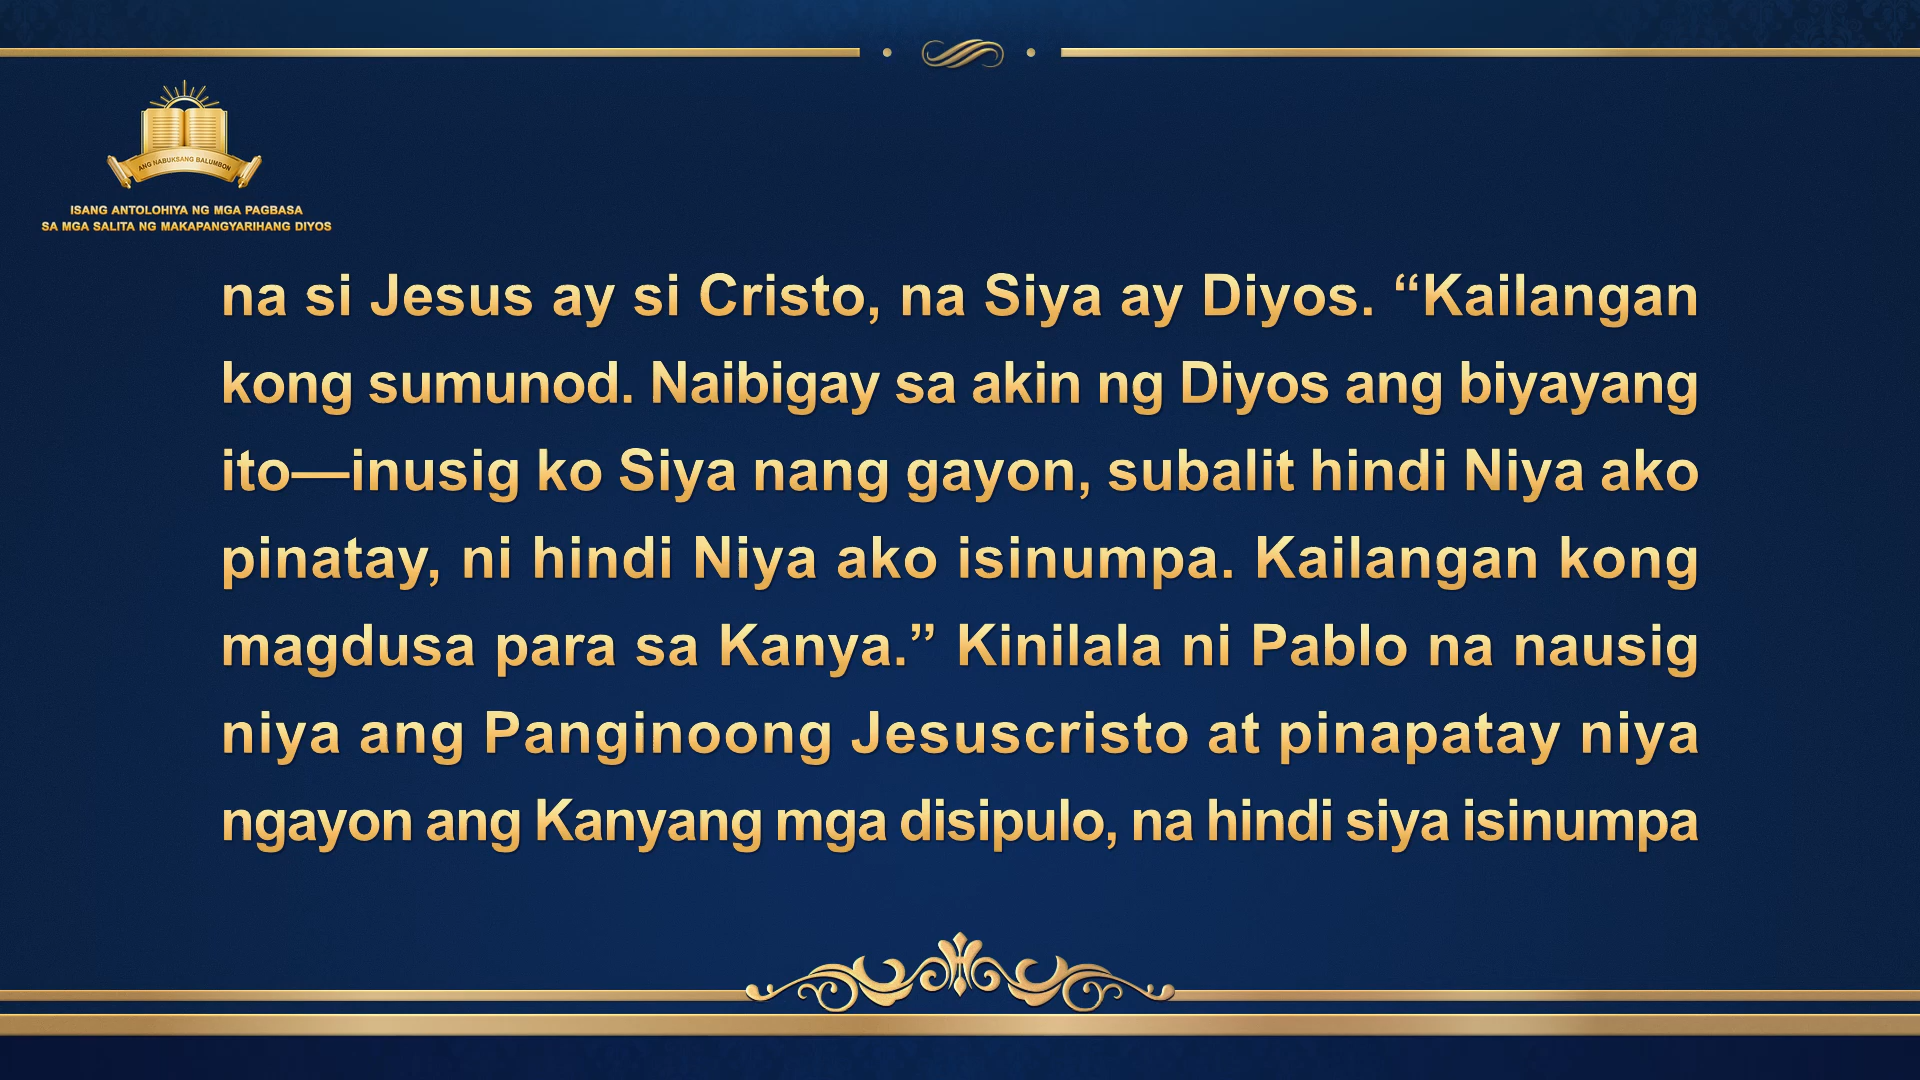 ANG NABUKSANG BALUMBON
ISANG ANTOLOHIYA NG MGA PAGBASA
SA MGA SALITA NG MAKAPANGYARIHANG DIYOS
na si Jesus ay si Cristo, na Siya ay Diyos. “Kailangan
kong sumunod. Naibigay sa akin ng Diyos ang biyayang
ito—inusig ko Siya nang gayon, subalit hindi Niya ako
pinatay, ni hindi Niya ako isinumpa. Kailangan kong
magdusa para sa Kanya.” Kinilala ni Pablo na nausig
niya ang Panginoong Jesuscristo at pinapatay niya
ngayon ang Kanyang mga disipulo, na hindi siya isinumpa